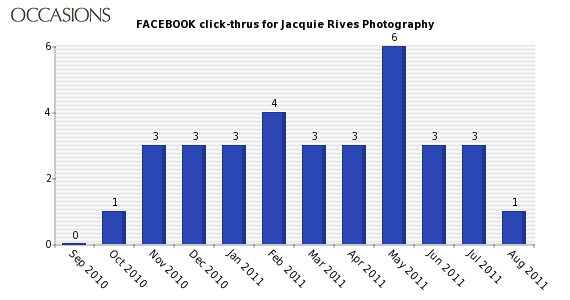 OCCASIONS
FACEBOOK click-thrus for Jacquie Rives Photography
6
4
2
0
0
1
3
3
3
4
3
3
6
3
3
1
Sep 2010
Oct 2010
Nov 2010
Dec 2010
Jan 2011
Feb 2011
Mar 2011
Apr 2011
May 2011
Jun 2011
Jul 2011
Aug 2011